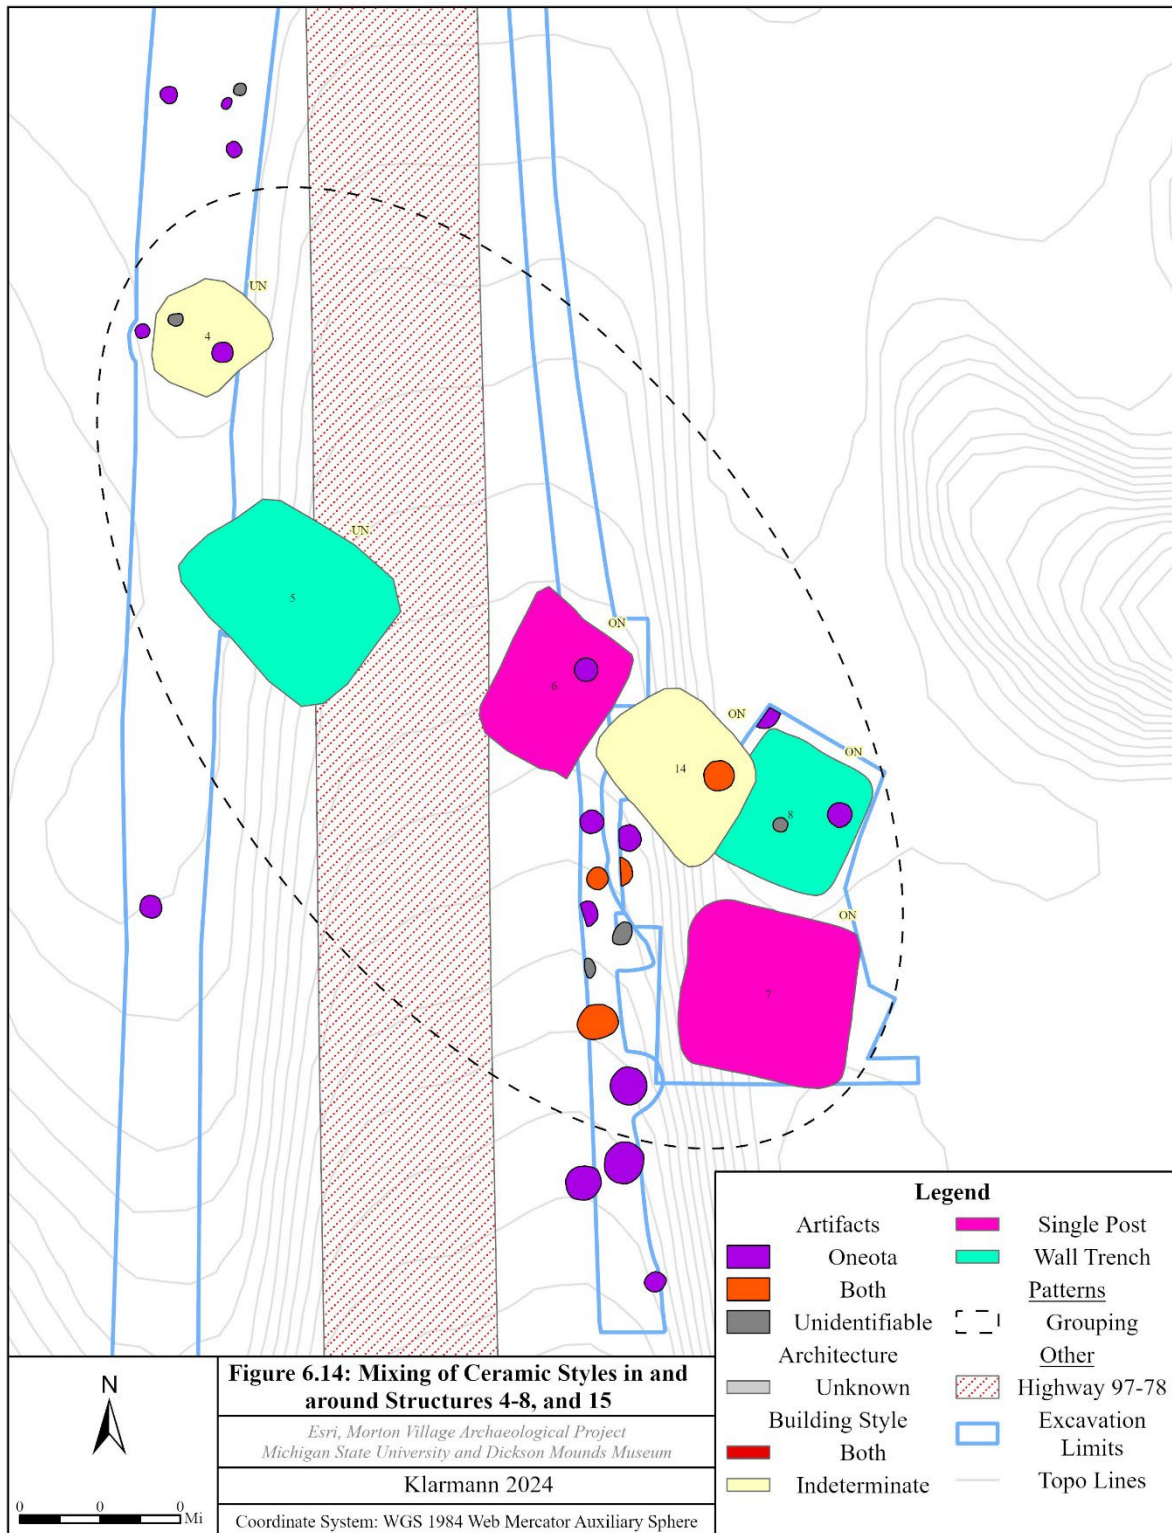 UN
4
UN
5
ON
6
ON
14
ON
8
ON
7
Legend
Artifacts
Oneota
Both
Unidentifiable
Architecture
Unknown
Building Style
Both
Indeterminate
Single Post
Wall Trench
Patterns
Grouping
Other
Highway 97-78
Excavation
Limits
Topo Lines
N
0 0 0
Mi
Figure 6.14: Mixing of Ceramic Styles in and
around Structures 4-8, and 15
Esri, Morton Village Archaeological Project
Michigan State University and Dickson Mounds Museum
Klarmann 2024
Coordinate System: WGS 1984 Web Mercator Auxiliary Sphere